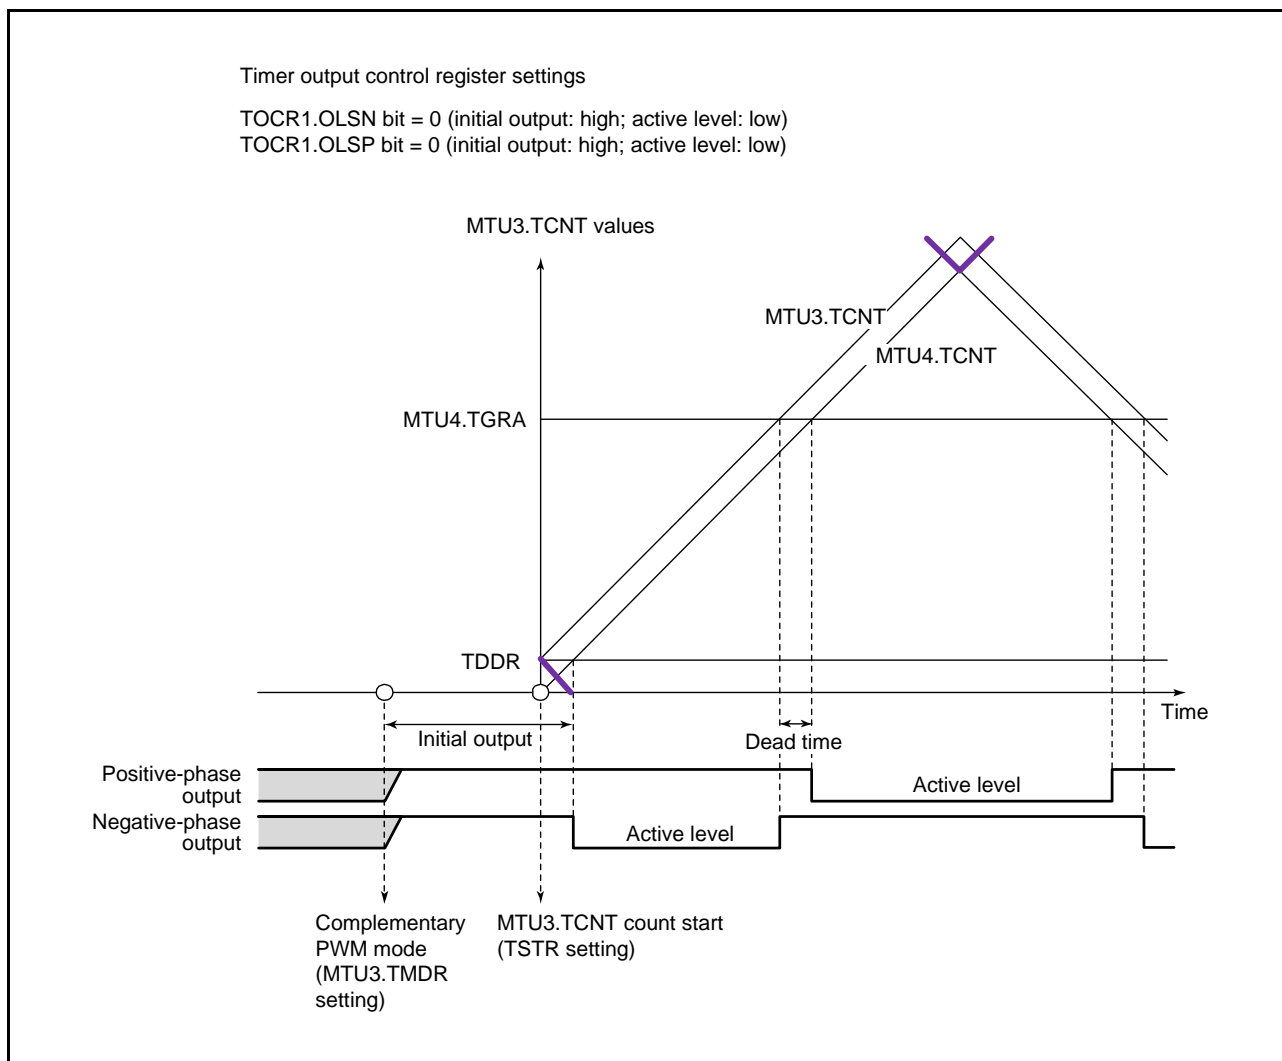 Timer output control register settings
TOCR1.OLSN bit = 0 (initial output: high; active level: low)
TOCR1.OLSP bit = 0 (initial output: high; active level: low)
MTU3.TCNT values
MTU3.TCNT
MTU4.TCNT
MTU4.TGRA
TDDR
Time
Initial output
Dead time
Positive-phase
output
Active level
Negative-phase
output
Active level
Complementary
PWM mode
(MTU3.TMDR
setting)
MTU3.TCNT count start
(TSTR setting)